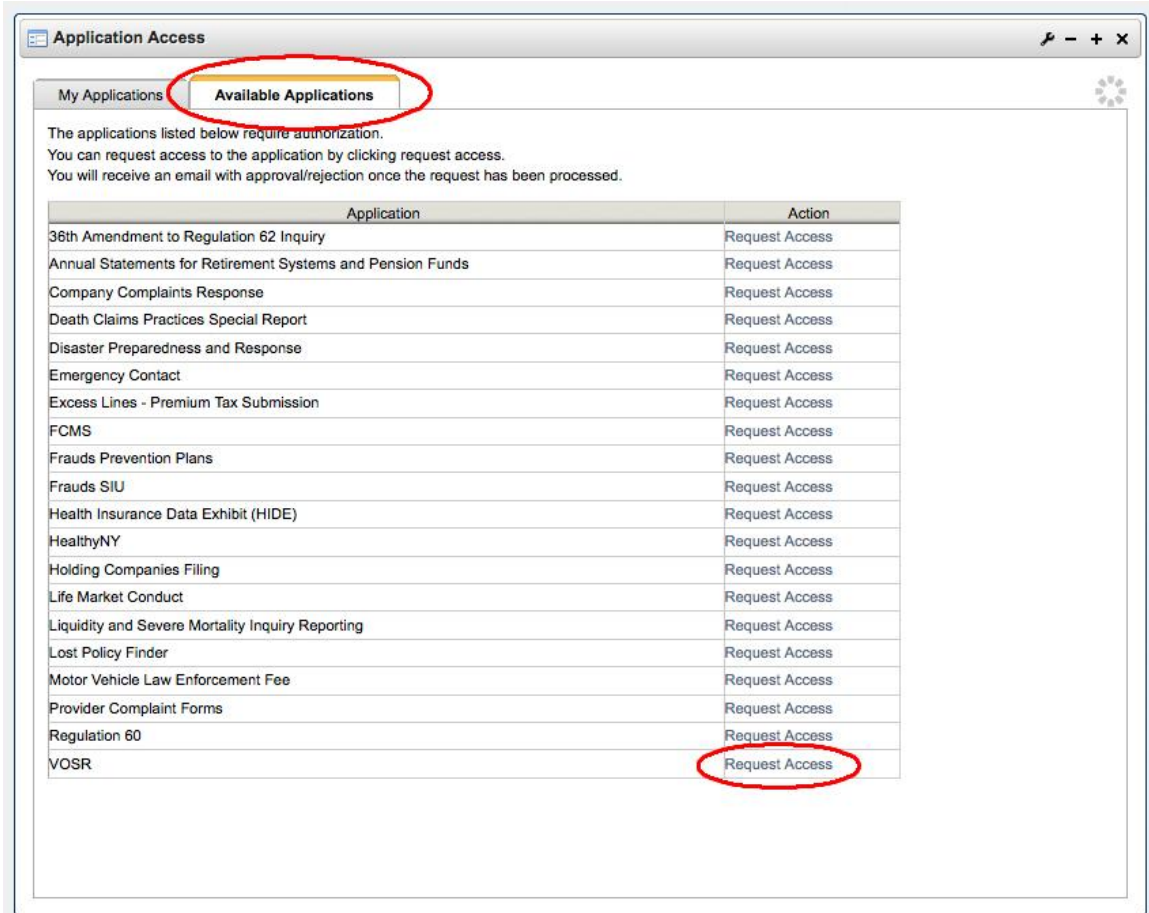 Application Access
My Applications Available Applications
The applications listed below require authorization.
You can request access to the application by clicking request access.
You will receive an email with approval/rejection once the request has been processed.
Application Action
36th Amendment to Regulation 62 Inquiry Request Access
Annual Statements for Retirement Systems and Pension Funds Request Access
Company Complaints Response Request Access
Death Claims Practices Special Report Request Access
Disaster Preparedness and Response Request Access
Emergency Contact Request Access
Excess Lines - Premium Tax Submission Request Access
FCMS Request Access
Frauds Prevention Plans Request Access
Frauds SIU Request Access
Health Insurance Data Exhibit (HIDE) Request Access
HealthyNY Request Access
Holding Companies Filing Request Access
Life Market Conduct Request Access
Liquidity and Severe Mortality Inquiry Reporting Request Access
Lost Policy Finder Request Access
Motor Vehicle Law Enforcement Fee Request Access
Provider Complaint Forms Request Access
Regulation 60 Request Access
VOSR Request Access